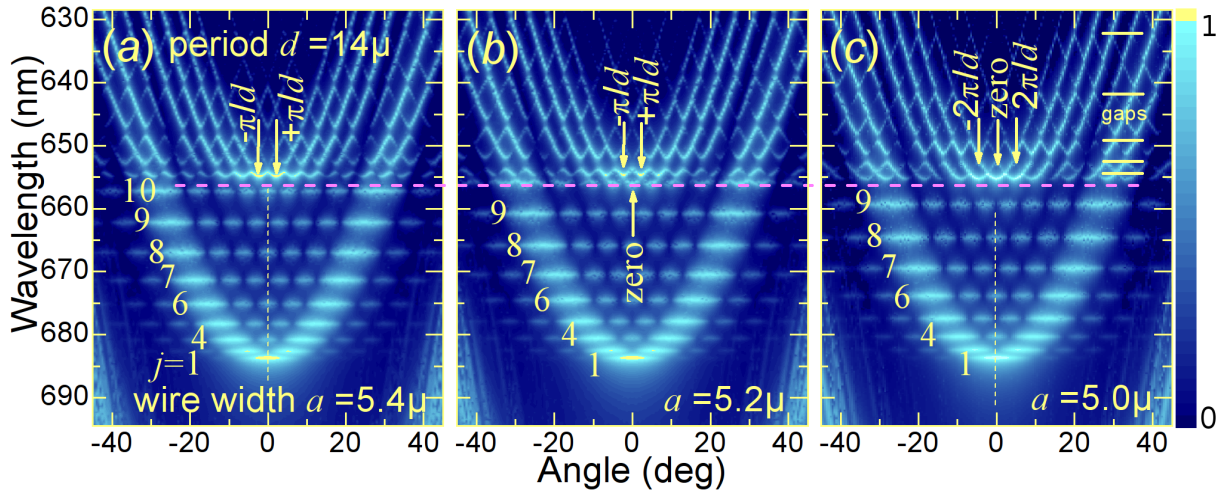 Wavelength (nm)
630
640
650
660
670
680
690
(a) period d =14μ
-π/d
+π/d
10
9
8
7
6
4
j=1
wire width a =5.4μ
-40 -20 0 20 40
(b)
-π/d
+π/d
9
8
7
6
4
1
zero
a =5.2μ
-40 -20 0 20 40
(c)
-2π/d
zero
2π/d
gaps
9
8
7
6
4
1
a =5.0μ
-40 -20 0 20 40
1
0
Angle (deg)